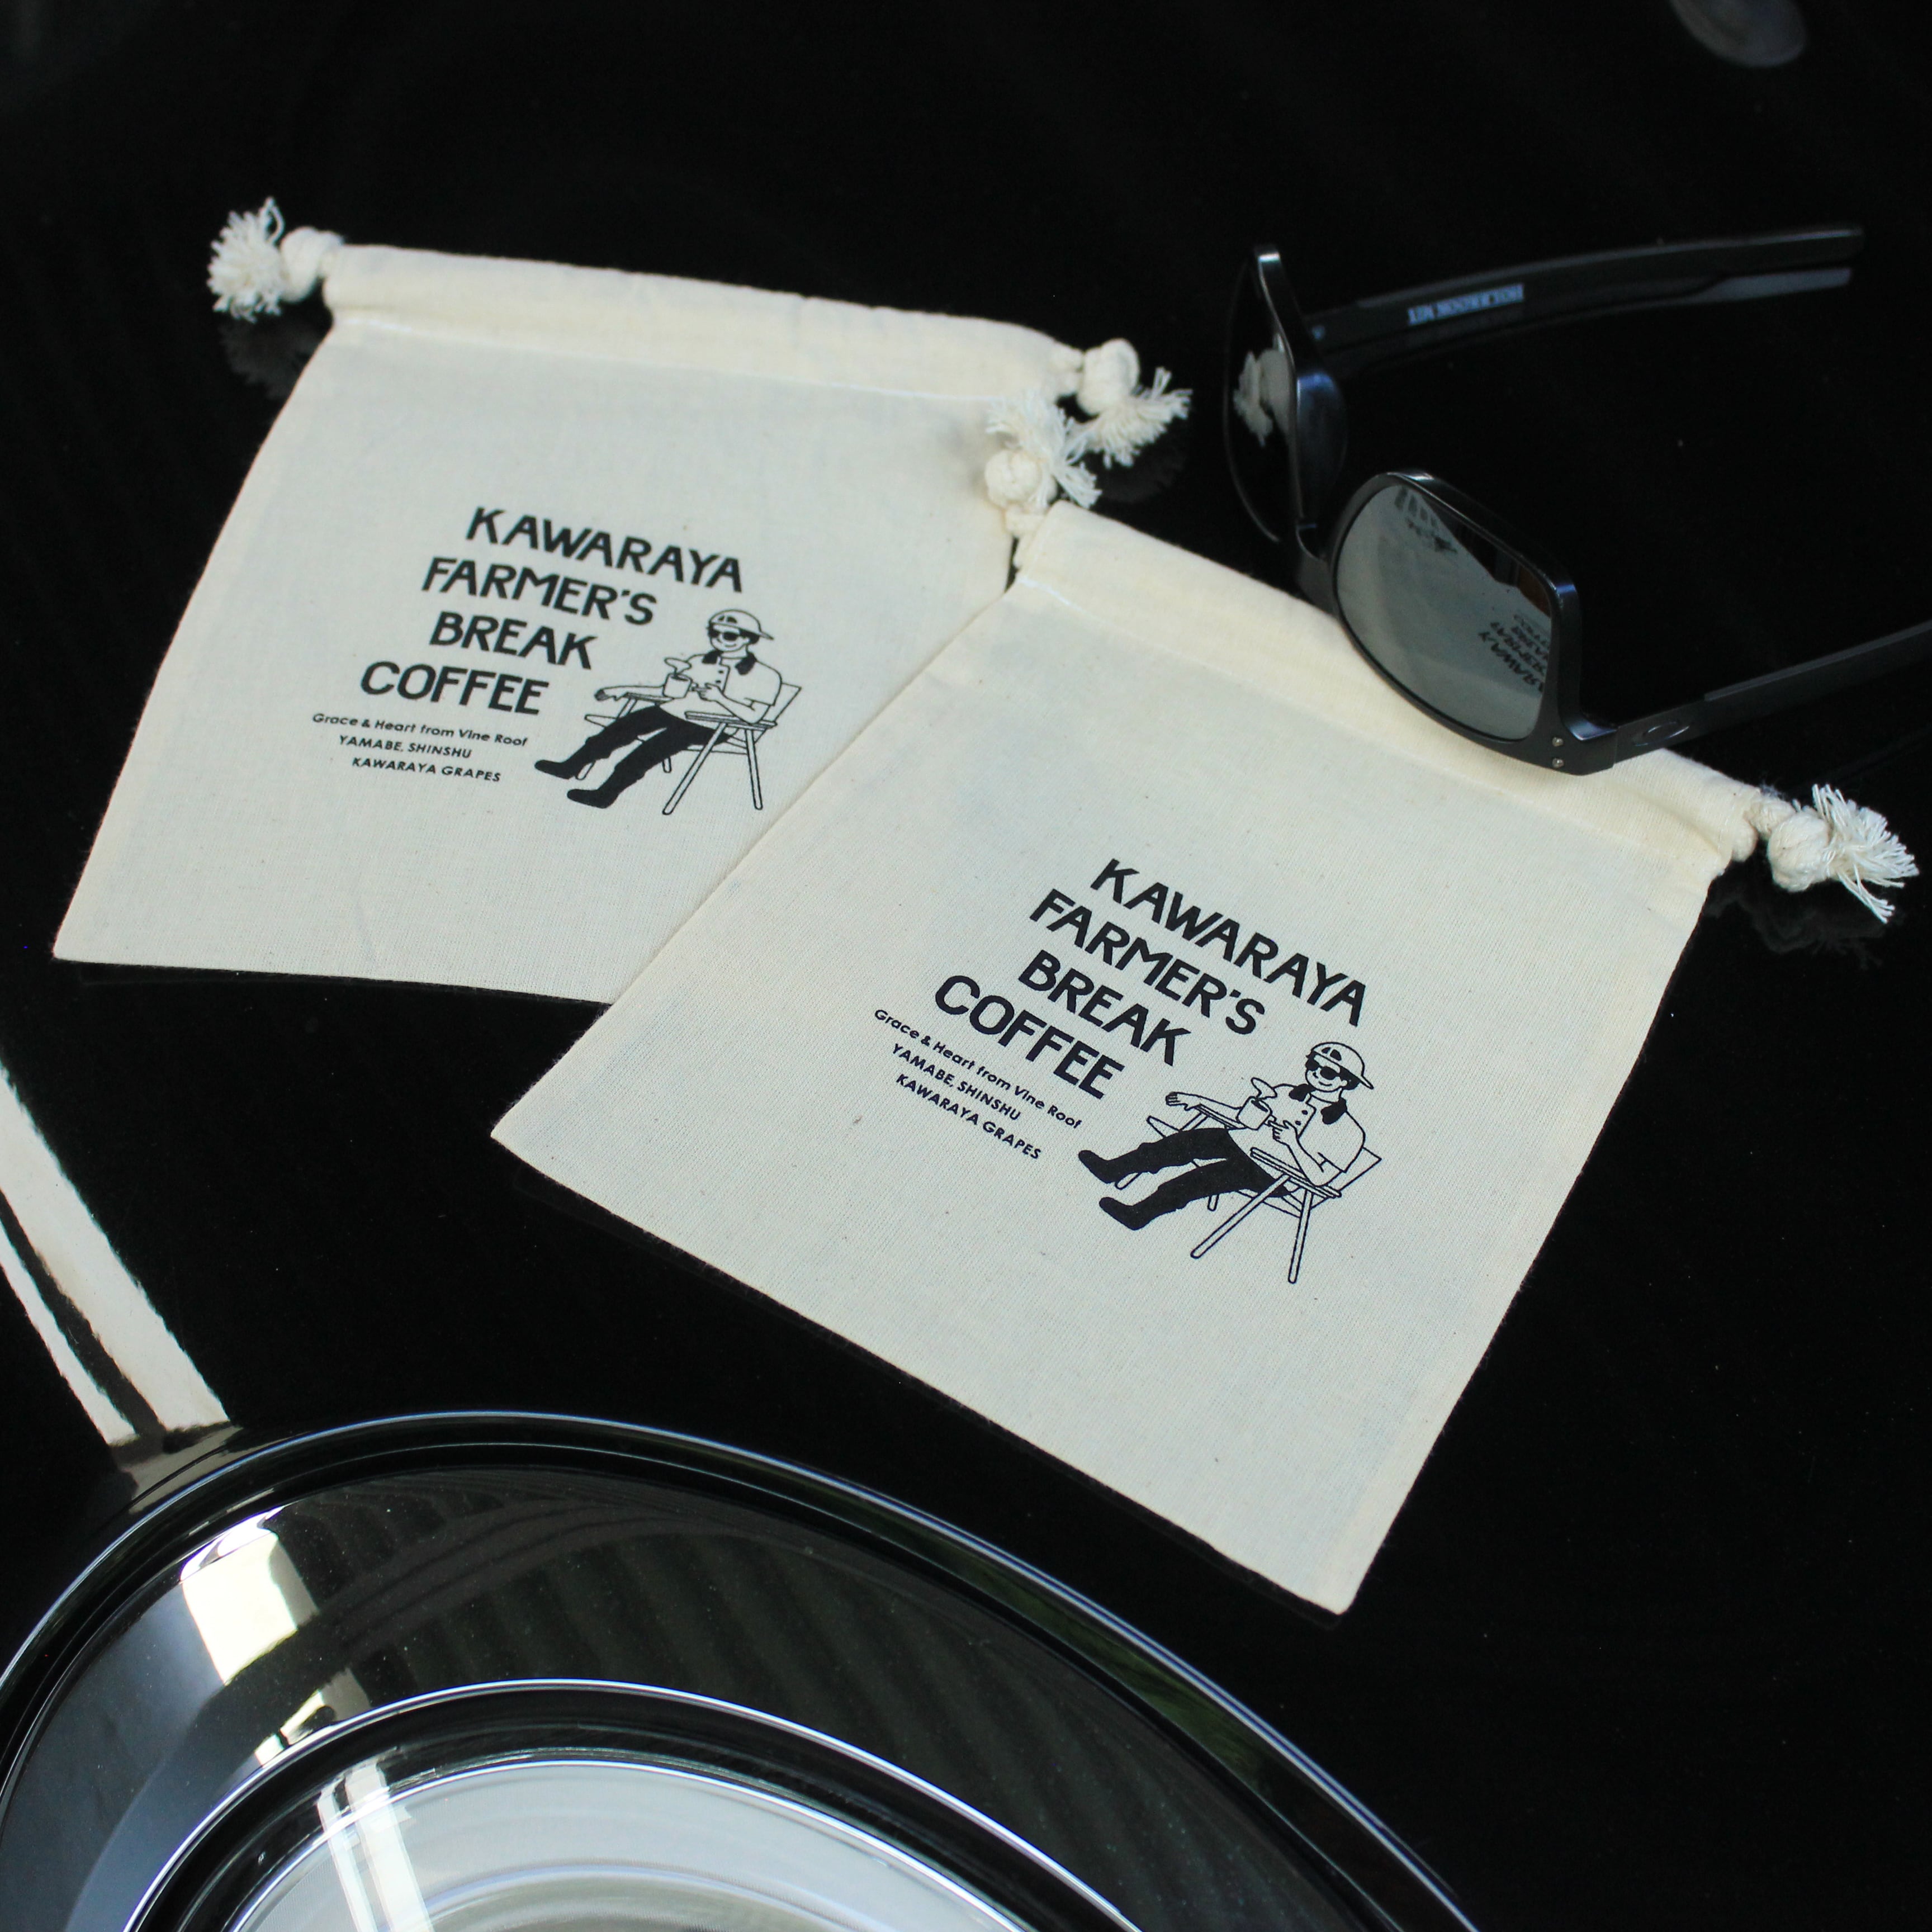 KAWARAYA
FARMER'S
BREAK
COFFEE
Grace & Heart from Vine Roof
YAMABE, SHINSHU
KAWARAYA GRAPES
KAWARAYA
FARMER'S
BREAK
COFFEE
Grace & Heart from Vine Roof
YAMABE, SHINSHU
KAWARAYA GRAPES